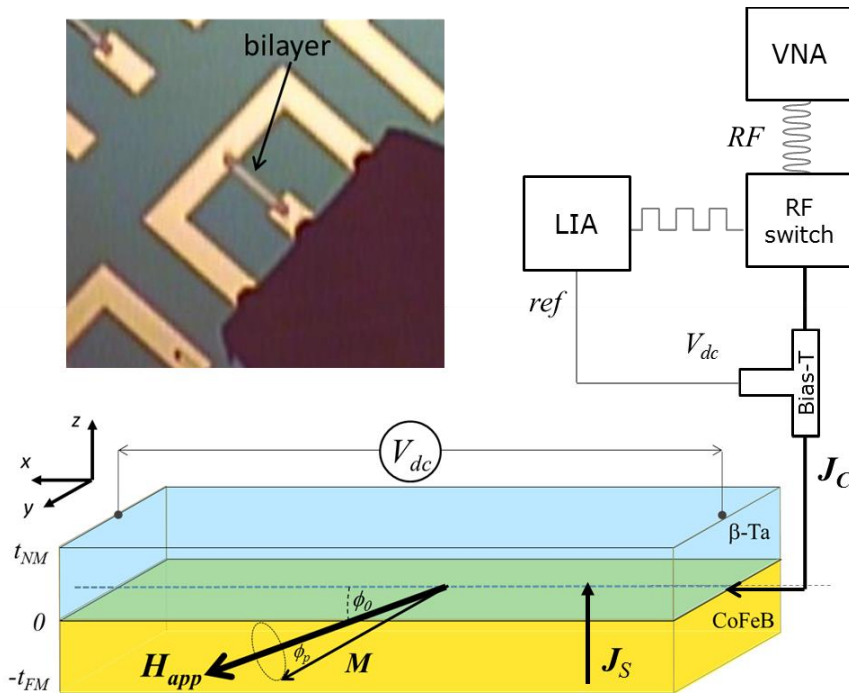 bilayer
VNA
RF
LIA
RF
switch
ref
V_dc
Bias-T
z
x
y
V_dc
J_C
t_NM
β-Ta
0
ϕ_0
CoFeB
ϕ_p
H_app
M
J_S
-t_FM